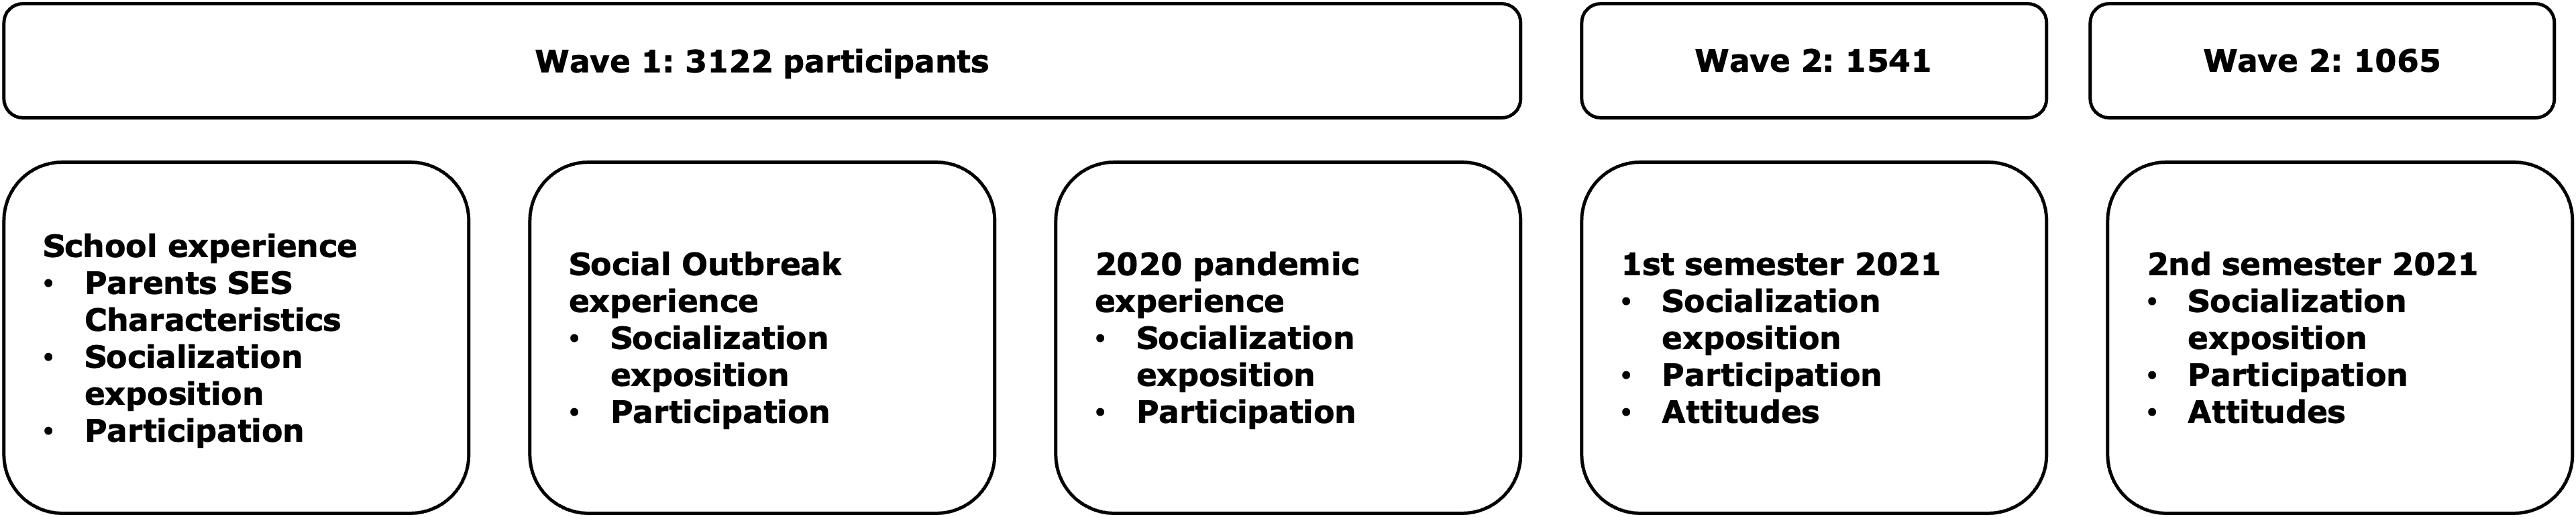 Wave 1: 3122 participants
Wave 2: 1541
Wave 2: 1065
School experience
• Parents SES
Characteristics
• Socialization
exposition
• Participation
Social Outbreak
experience
• Socialization
exposition
• Participation
2020 pandemic
experience
• Socialization
exposition
• Participation
1st semester 2021
• Socialization
exposition
• Participation
• Attitudes
2nd semester 2021
• Socialization
exposition
• Participation
• Attitudes